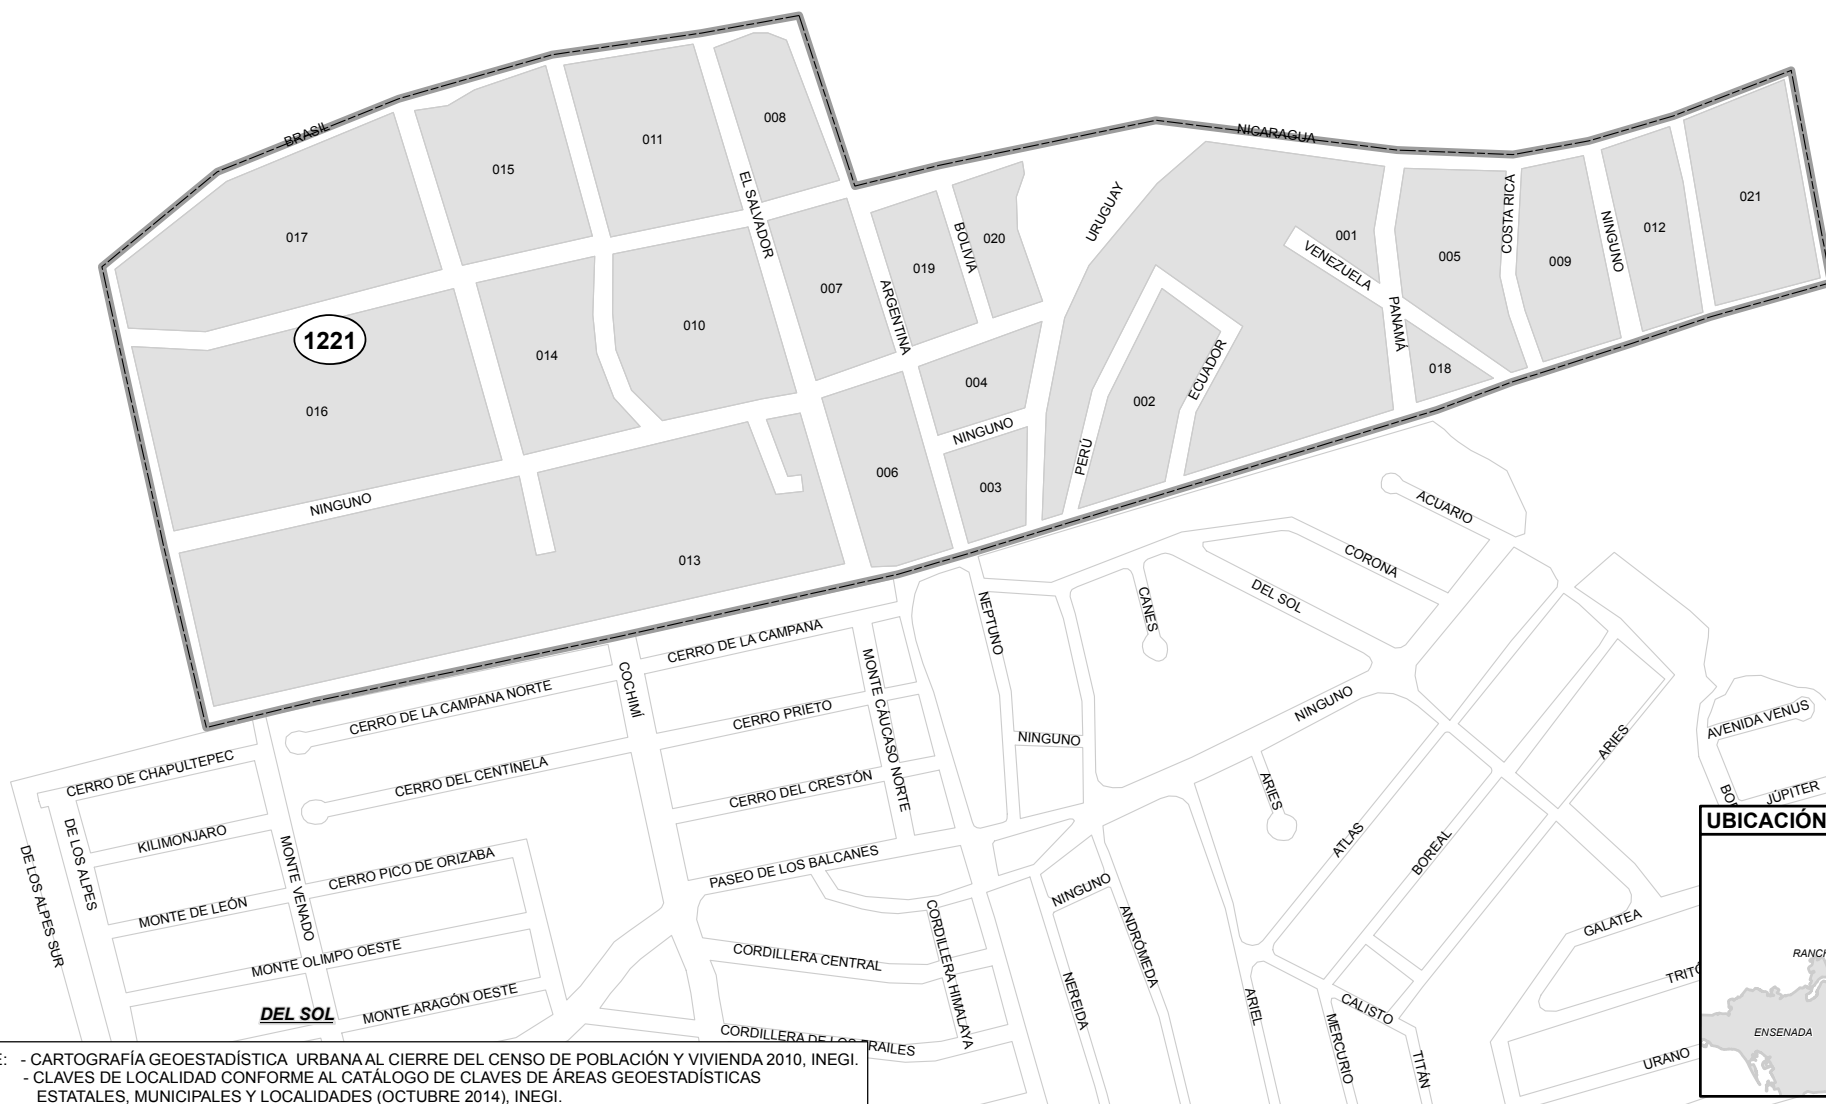 BRASIL
008
011
015
NICARAGUA
017
EL SALVADOR
URUGUAY
COSTA RICA
021
001
NINGUNO
012
BOLIVIA
020
019
VENEZUELA
005
009
007
ARGENTINA
010
PANAMÁ
1221
014
004
ECUADOR
018
016
002
NINGUNO
PERÚ
006
003
NINGUNO
013
ACUARIO
CORONA
DEL SOL
CANES
NEPTUNO
CERRO DE LA CAMPANA
MONTE CÁUCASO NORTE
COCHIMÍ
CERRO DE LA CAMPANA NORTE
CERRO PRIETO
NINGUNO
NINGUNO
ARIES
AVENIDA VENUS
CERRO DE CHAPULTEPEC
CERRO DEL CENTINELA
CERRO DEL CRESTÓN
ARIES
JÚPITER
UBICACIÓN
KILIMONJARO
DE LOS ALPES
DE LOS ALPES SUR
MONTE VENADO
CERRO PICO DE ORIZABA
PASEO DE LOS BALCANES
ATLAS
BOREAL
NINGUNO
MONTE DE LEÓN
CORDILLERA HIMALAYA
ANDRÓMEDA
GALATEA
MONTE OLIMPO OESTE
CORDILLERA CENTRAL
NEREIDA
ARIEL
CALISTO
MERCURIO
TITÁN
URANO
ENSENADA
DEL SOL
MONTE ARAGÓN OESTE
CORDILLERA DE LOS FRAILES
- CARTOGRAFÍA GEOESTADÍSTICA URBANA AL CIERRE DEL CENSO DE POBLACIÓN Y VIVIENDA 2010, INEGI.
- CLAVES DE LOCALIDAD CONFORME AL CATÁLOGO DE CLAVES DE ÁREAS GEOESTADÍSTICAS
ESTATALES, MUNICIPALES Y LOCALIDADES (OCTUBRE 2014), INEGI.